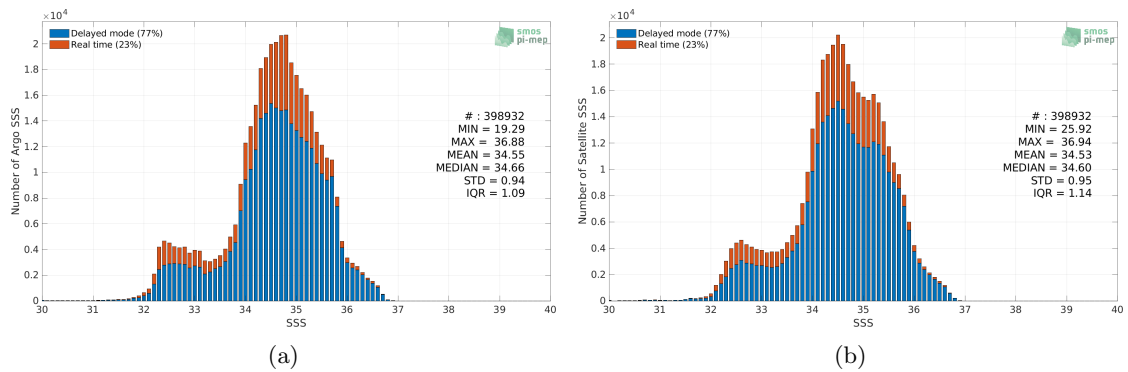 ×10⁴
Delayed mode (77%)
Real time (23%)
smos
pi-mep
# : 398932
MIN = 19.29
MAX = 36.88
MEAN = 34.55
MEDIAN = 34.66
STD = 0.94
IQR = 1.09
Number of Argo SSS
2
1.8
1.6
1.4
1.2
1
0.8
0.6
0.4
0.2
0
30 31 32 33 34 35 36 37 38 39 40
SSS
(a)
×10⁴
Delayed mode (77%)
Real time (23%)
smos
pi-mep
# : 398932
MIN = 25.92
MAX = 36.94
MEAN = 34.53
MEDIAN = 34.60
STD = 0.95
IQR = 1.14
Number of Satellite SSS
2
1.8
1.6
1.4
1.2
1
0.8
0.6
0.4
0.2
0
30 31 32 33 34 35 36 37 38 39 40
SSS
(b)